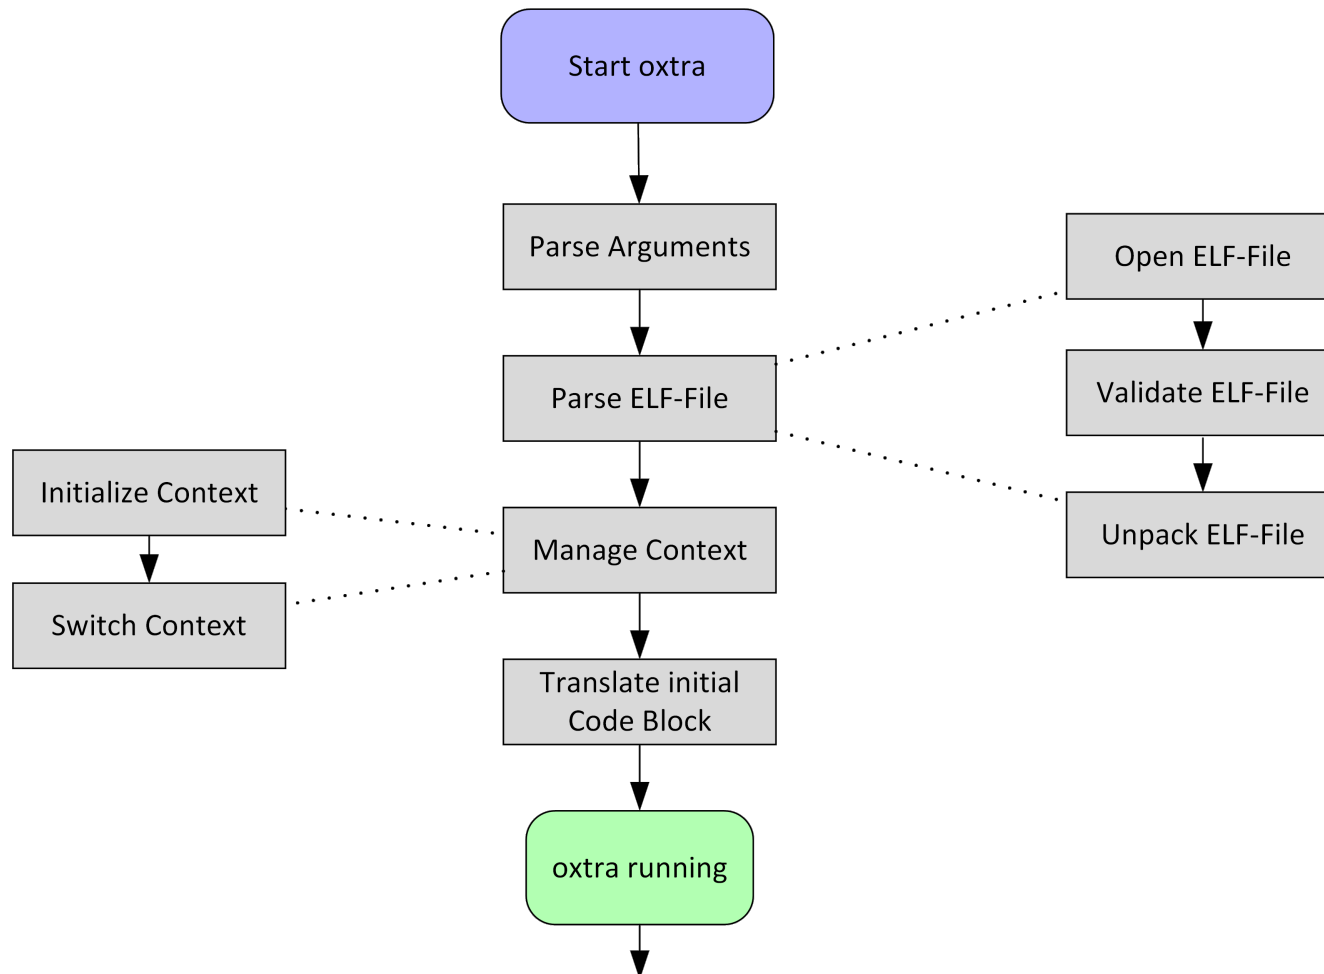 Start oxtra
Parse Arguments
Open ELF-File
Parse ELF-File
Validate ELF-File
Initialize Context
Manage Context
Unpack ELF-File
Switch Context
Translate initial
Code Block
oxtra running